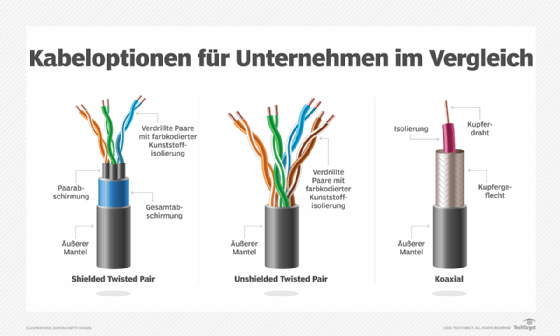 Kabeloptionen für Unternehmen im Vergleich
Verdrillte Paare
mit farbkodierter
Kunststoff-
isolierung
Paarab-
schirmung
Gesamtab-
schirmung
Äußerer
Mantel
Shielded Twisted Pair
Verdrillte
Paare mit
farbkodierter
Kunststoff-
isolierung
Äußerer
Mantel
Unshielded Twisted Pair
Kupfer-
draht
Isolierung
Kupferge-
flecht
Äußerer
Mantel
Koaxial
TechTarget